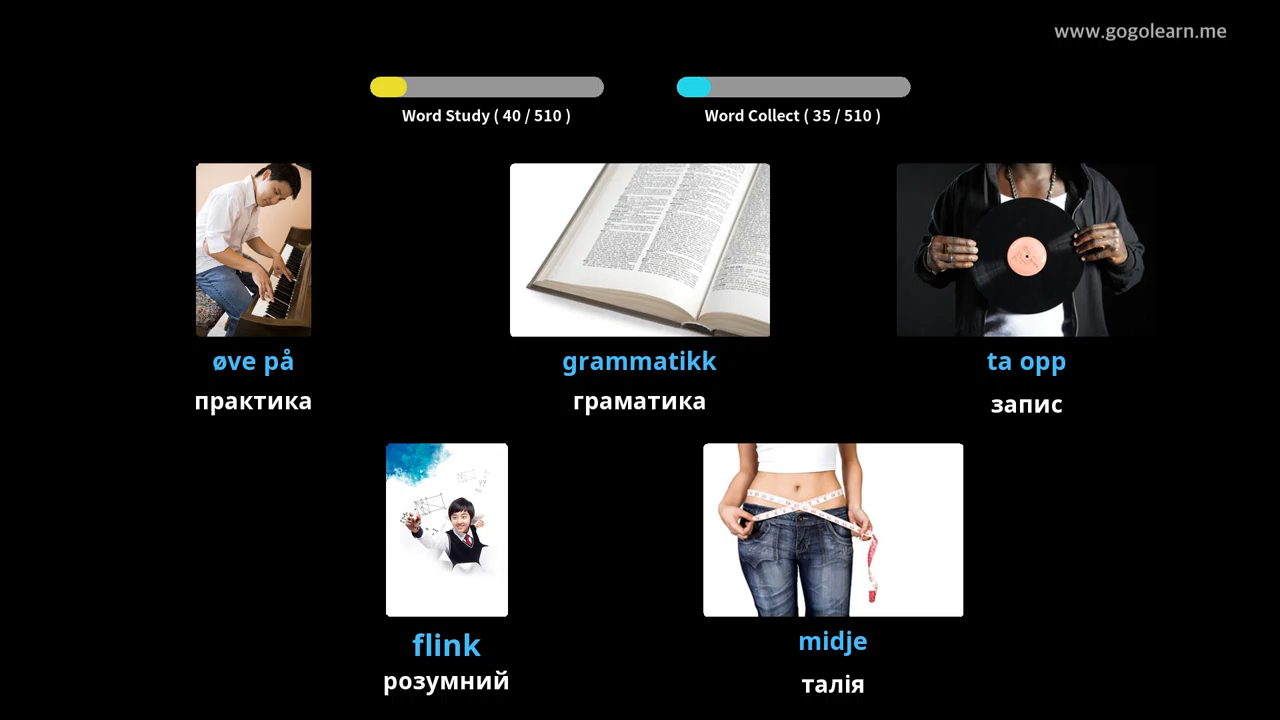 www.gogolearn.me
Word Study ( 40 / 510 )
Word Collect ( 35 / 510 )
øve på
grammatikk
ta opp
практика
граматика
запис
flink
midje
розумний
талія